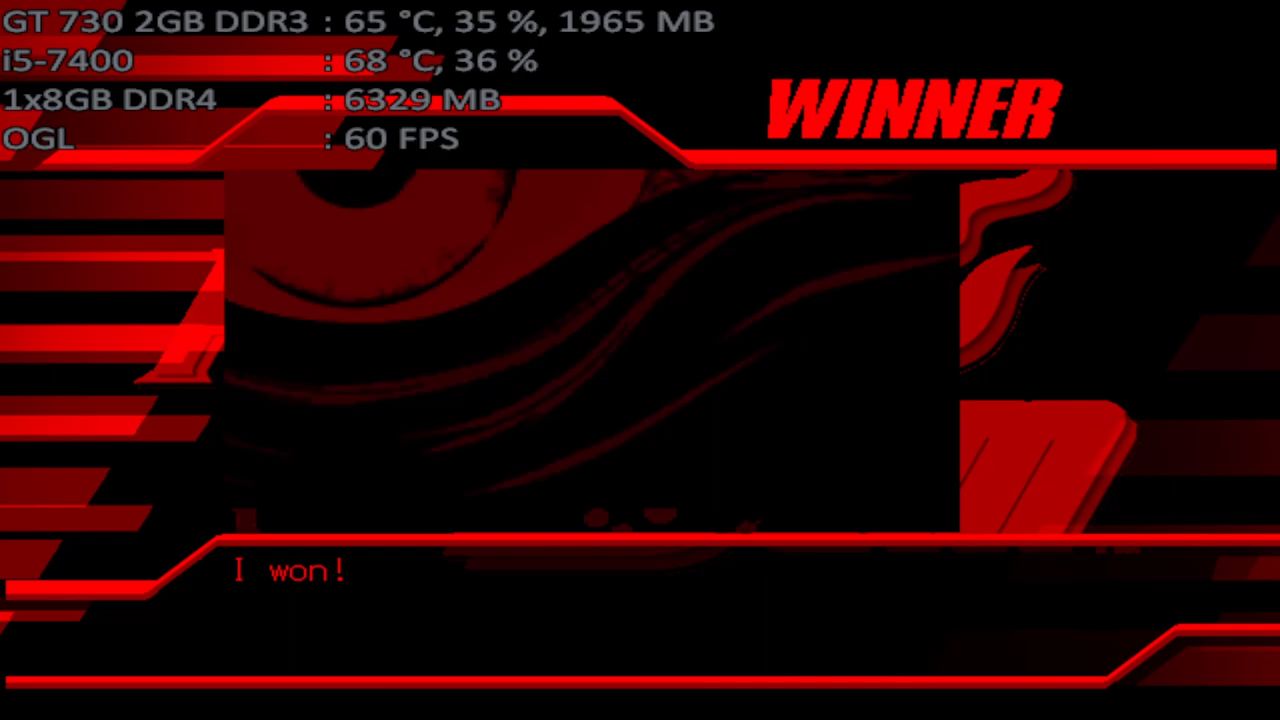 GT 730 2GB DDR3 : 65 °C, 35 %, 1965 MB
i5-7400 : 68 °C, 36 %
1x8GB DDR4 : 6329 MB
OGL : 60 FPS
WINNER
I won!